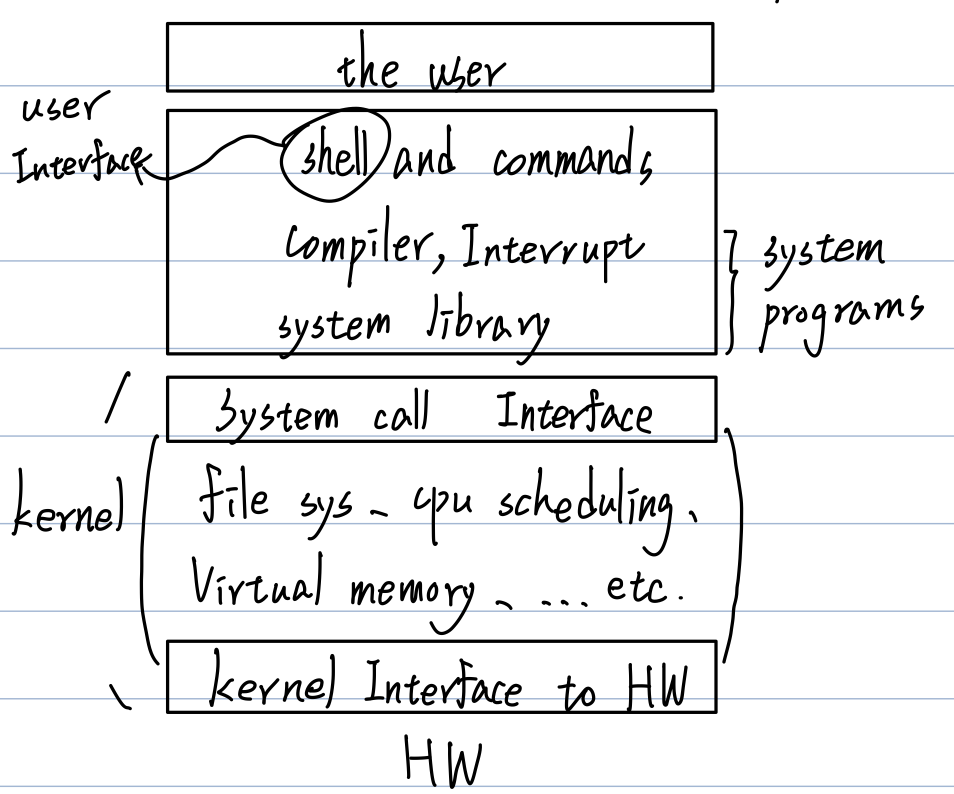 the user
user
Interface
shell and commands,
Compiler, Interrupt
system library
system
programs
System call Interface
kernel
file sys、cpu scheduling、
Virtual memory、... etc.
kernel Interface to HW
HW